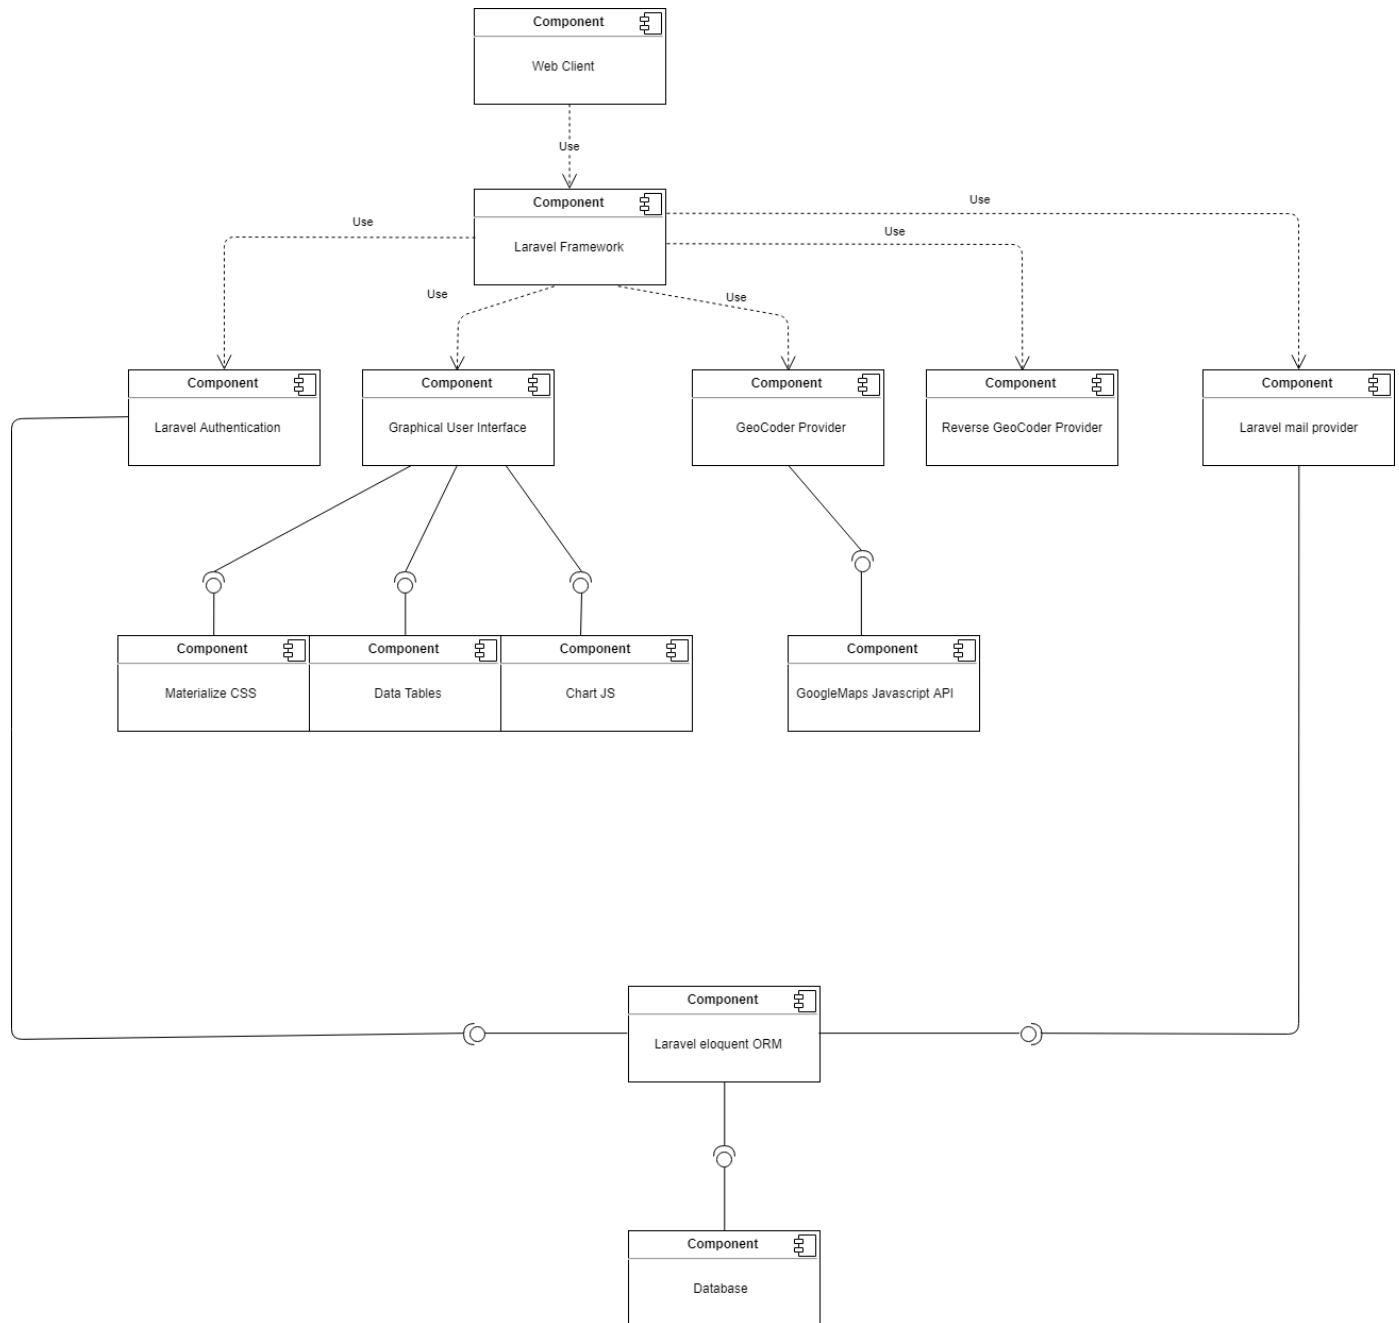 Component
Web Client
Use
Component
Laravel Framework
Use
Use
Use
Use
Use
Component
Laravel Authentication
Component
Graphical User Interface
Component
GeoCoder Provider
Component
Reverse GeoCoder Provider
Component
Laravel mail provider
Component
Materialize CSS
Component
Data Tables
Component
Chart JS
Component
GoogleMaps Javascript API
Component
Laravel eloquent ORM
Component
Database